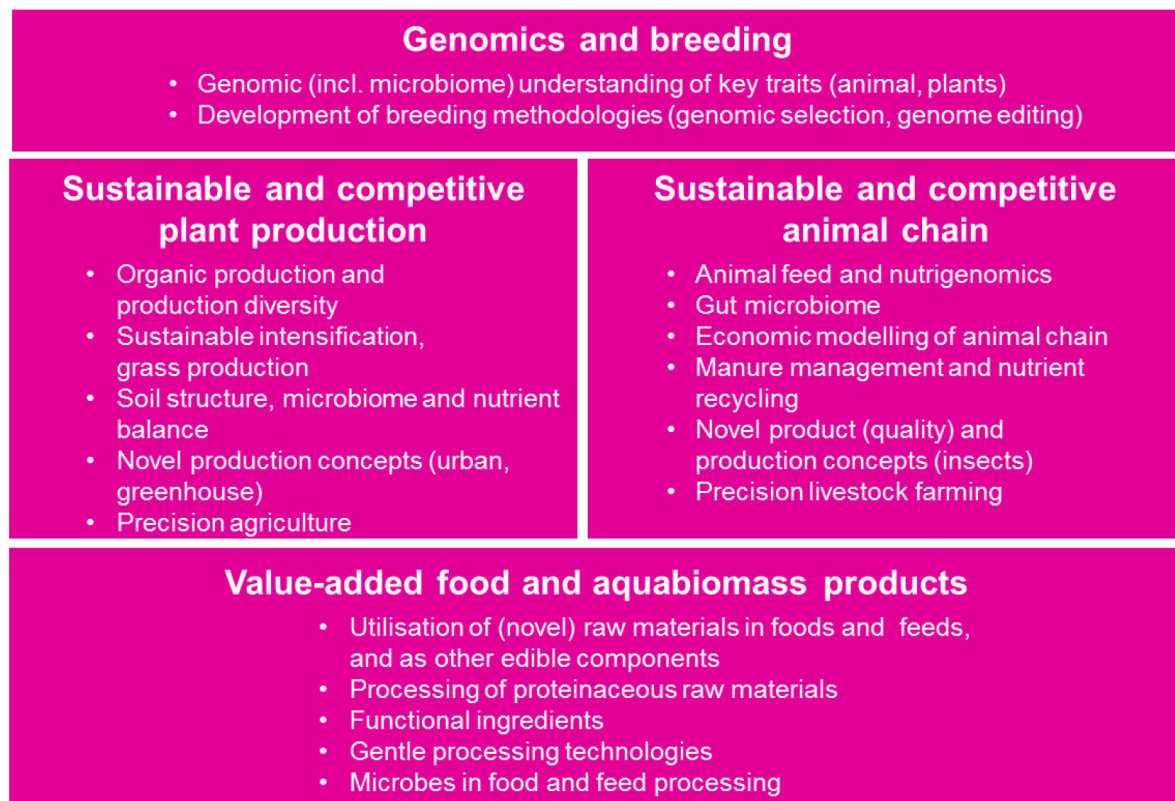 Genomics and breeding
• Genomic (incl. microbiome) understanding of key traits (animal, plants)
• Development of breeding methodologies (genomic selection, genome editing)
Sustainable and competitive
plant production
• Organic production and
production diversity
• Sustainable intensification,
grass production
• Soil structure, microbiome and nutrient
balance
• Novel production concepts (urban,
greenhouse)
• Precision agriculture
Sustainable and competitive
animal chain
• Animal feed and nutrigenomics
• Gut microbiome
• Economic modelling of animal chain
• Manure management and nutrient
recycling
• Novel product (quality) and
production concepts (insects)
• Precision livestock farming
Value-added food and aquabiomass products
• Utilisation of (novel) raw materials in foods and feeds,
and as other edible components
• Processing of proteinaceous raw materials
• Functional ingredients
• Gentle processing technologies
• Microbes in food and feed processing